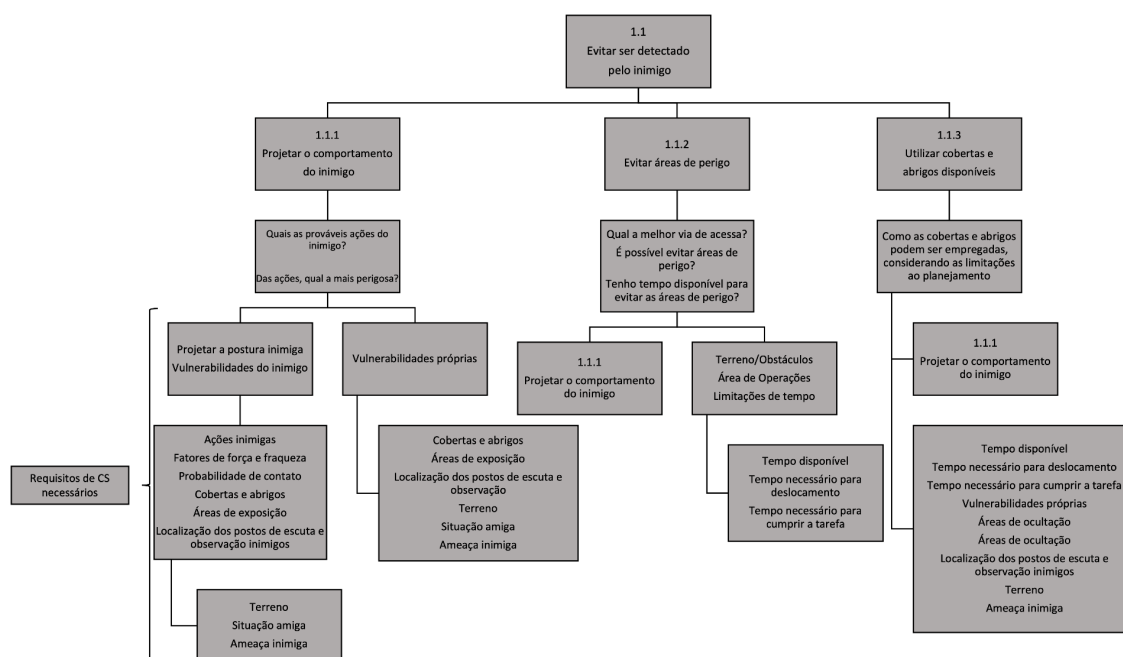 1.1
Evitar ser detectado
pelo inimigo
1.1.1
Projetar o comportamento
do inimigo
1.1.2
Evitar áreas de perigo
1.1.3
Utilizar cobertas e
abrigos disponíveis
Quais as prováveis ações do
inimigo?
Das ações, qual a mais perigosa?
Qual a melhor via de acessa?
É possível evitar áreas de
perigo?
Tenho tempo disponível para
evitar as áreas de perigo?
Como as cobertas e abrigos
podem ser empregadas,
considerando as limitações
ao planejamento
Projetar a postura inimiga
Vulnerabilidades do inimigo
Vulnerabilidades próprias
1.1.1
Projetar o comportamento
do inimigo
Terreno/Obstáculos
Área de Operações
Limitações de tempo
1.1.1
Projetar o comportamento
do inimigo
Requisitos de CS
necessários
Ações inimigas
Fatores de força e fraqueza
Probabilidade de contato
Cobertas e abrigos
Áreas de exposição
Localização dos postos de escuta e
observação inimigos
Cobertas e abrigos
Áreas de exposição
Localização dos postos de escuta e
observação
Terreno
Situação amiga
Ameaça inimiga
Tempo disponível
Tempo necessário para
deslocamento
Tempo necessário para
cumprir a tarefa
Tempo disponível
Tempo necessário para deslocamento
Tempo necessário para cumprir a tarefa
Vulnerabilidades próprias
Áreas de ocultação
Áreas de ocultação
Localização dos postos de escuta e
observação inimigos
Terreno
Ameaça inimiga
Terreno
Situação amiga
Ameaça inimiga